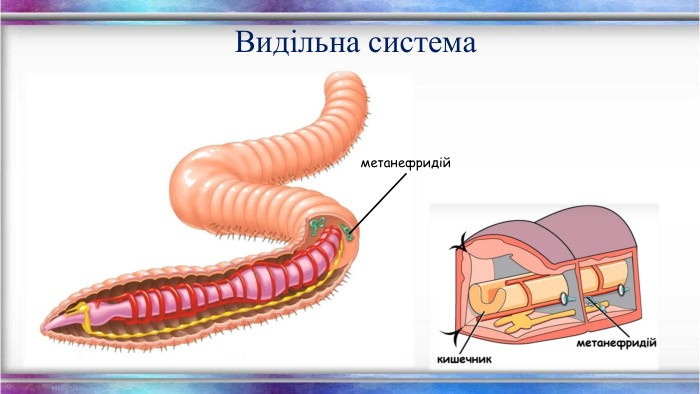 Видільна система
метанефридій
метанефридій
кишечник